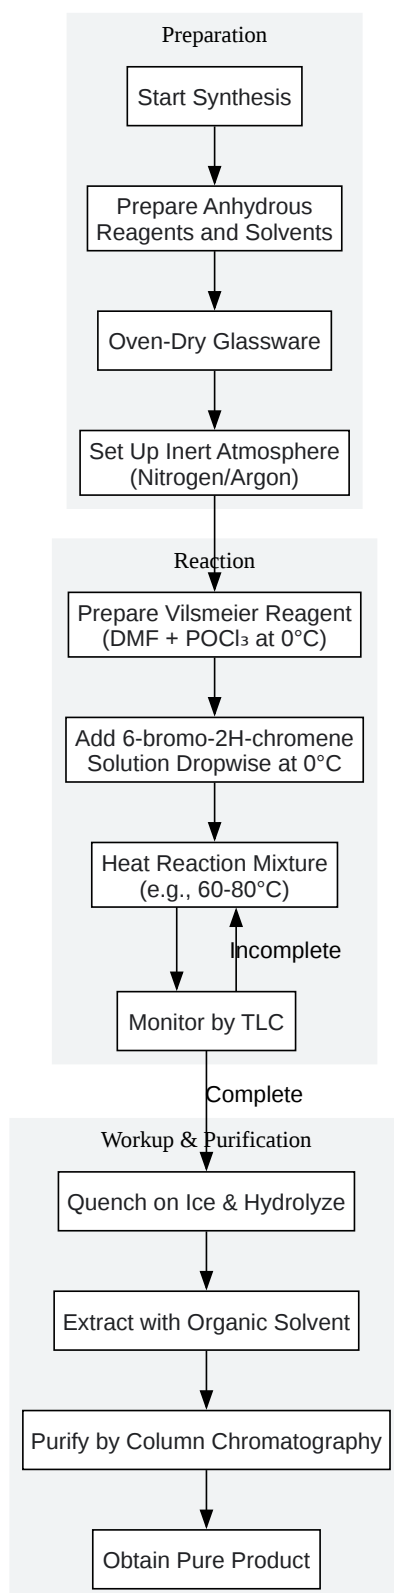 Preparation
Start Synthesis
Prepare Anhydrous
Reagents and Solvents
Oven-Dry Glassware
Set Up Inert Atmosphere
(Nitrogen/Argon)
Reaction
Prepare Vilsmeier Reagent
(DMF + POCl₃ at 0°C)
Add 6-bromo-2H-chromene
Solution Dropwise at 0°C
Heat Reaction Mixture
(e.g., 60-80°C)
Incomplete
Monitor by TLC
Complete
Workup & Purification
Quench on Ice & Hydrolyze
Extract with Organic Solvent
Purify by Column Chromatography
Obtain Pure Product